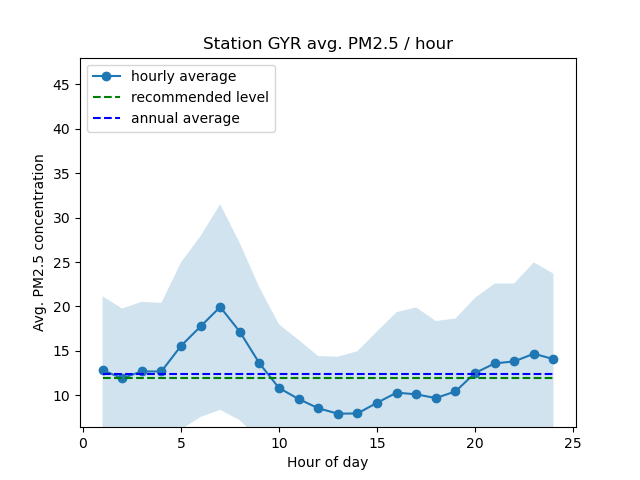 Station GYR avg. PM2.5 / hour
hourly average
recommended level
annual average
Avg. PM2.5 concentration
45
40
35
30
25
20
15
10
0 5 10 15 20 25
Hour of day